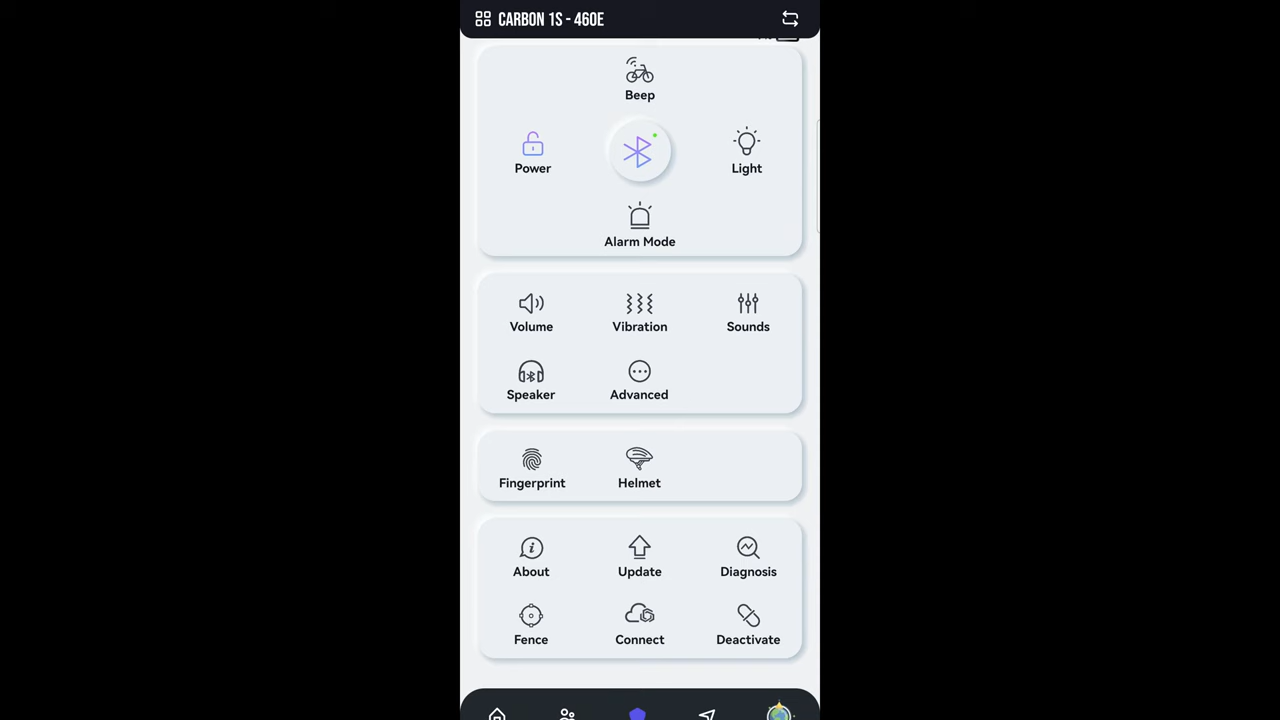 CARBON 1S - 460E
Beep
Power
Light
Alarm Mode
Volume Vibration Sounds
Speaker Advanced
Fingerprint Helmet
About Update Diagnosis
Fence Connect Deactivate